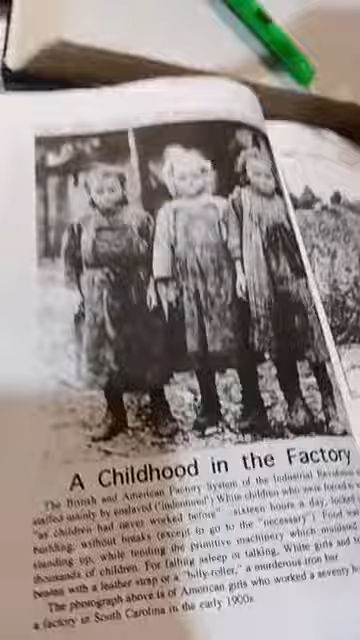 A Childhood in the Factory
The British and American Factory System of the Industrial Revolution
staffed mainly by enslaved ("indentured") White children who were forced
"as children had never worked before" sixteen hours a day, locked
building, without breaks (except to go to the "necessary"). Food was
standing up, while tending the primitive machinery which mutilated
thousands of children. For falling asleep or talking, White girls and
beaten with a leather strap or a "billy-roller," a murderous iron bar.
The photograph above is of American girls who worked a seventy
a factory in South Carolina in the early 1900s.